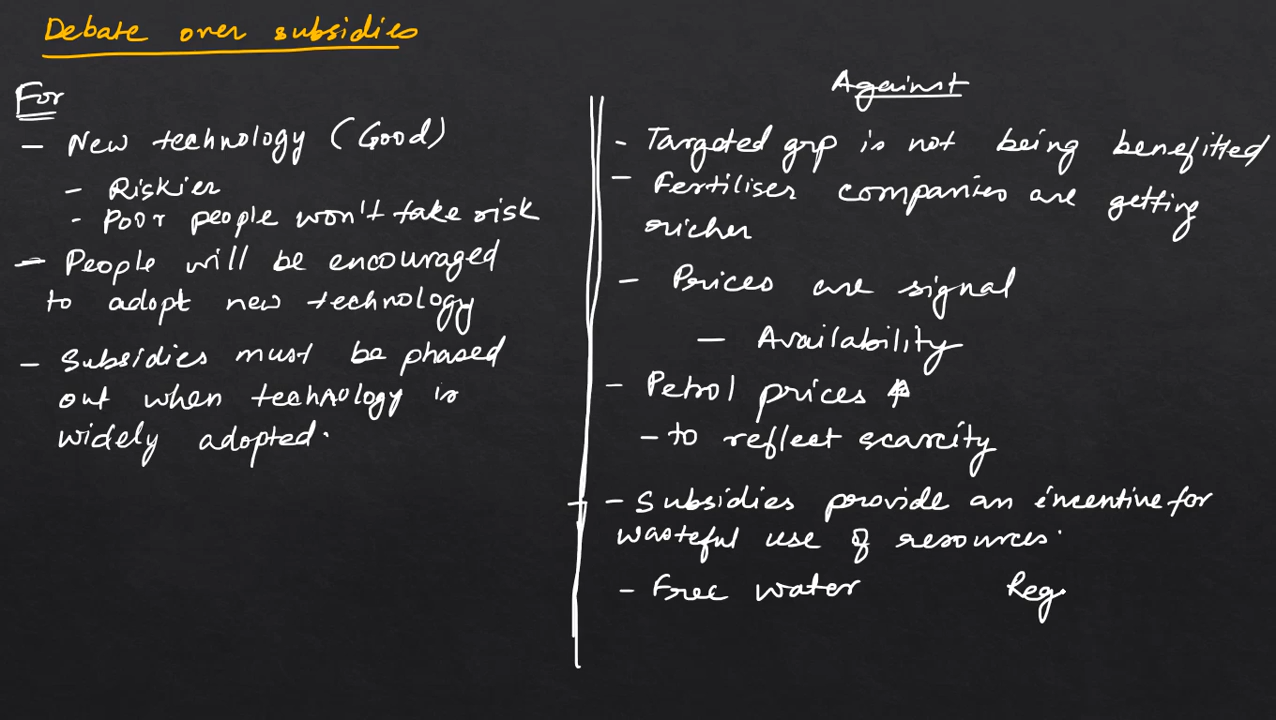 Debate over subsidies
For
- New technology (Good)
- Riskier
- Poor people won't take risk
- People will be encouraged
to adopt new technology
- Subsidies must be phased
out when technology is
widely adopted.
Against
- Targeted grp is not being benefitted
- Fertiliser companies are getting
richer
- Prices are signal
- Availability
- Petrol prices ↑
- to reflect scarcity
- Subsidies provide an incentive for
wasteful use of resources.
- Free water Reg.